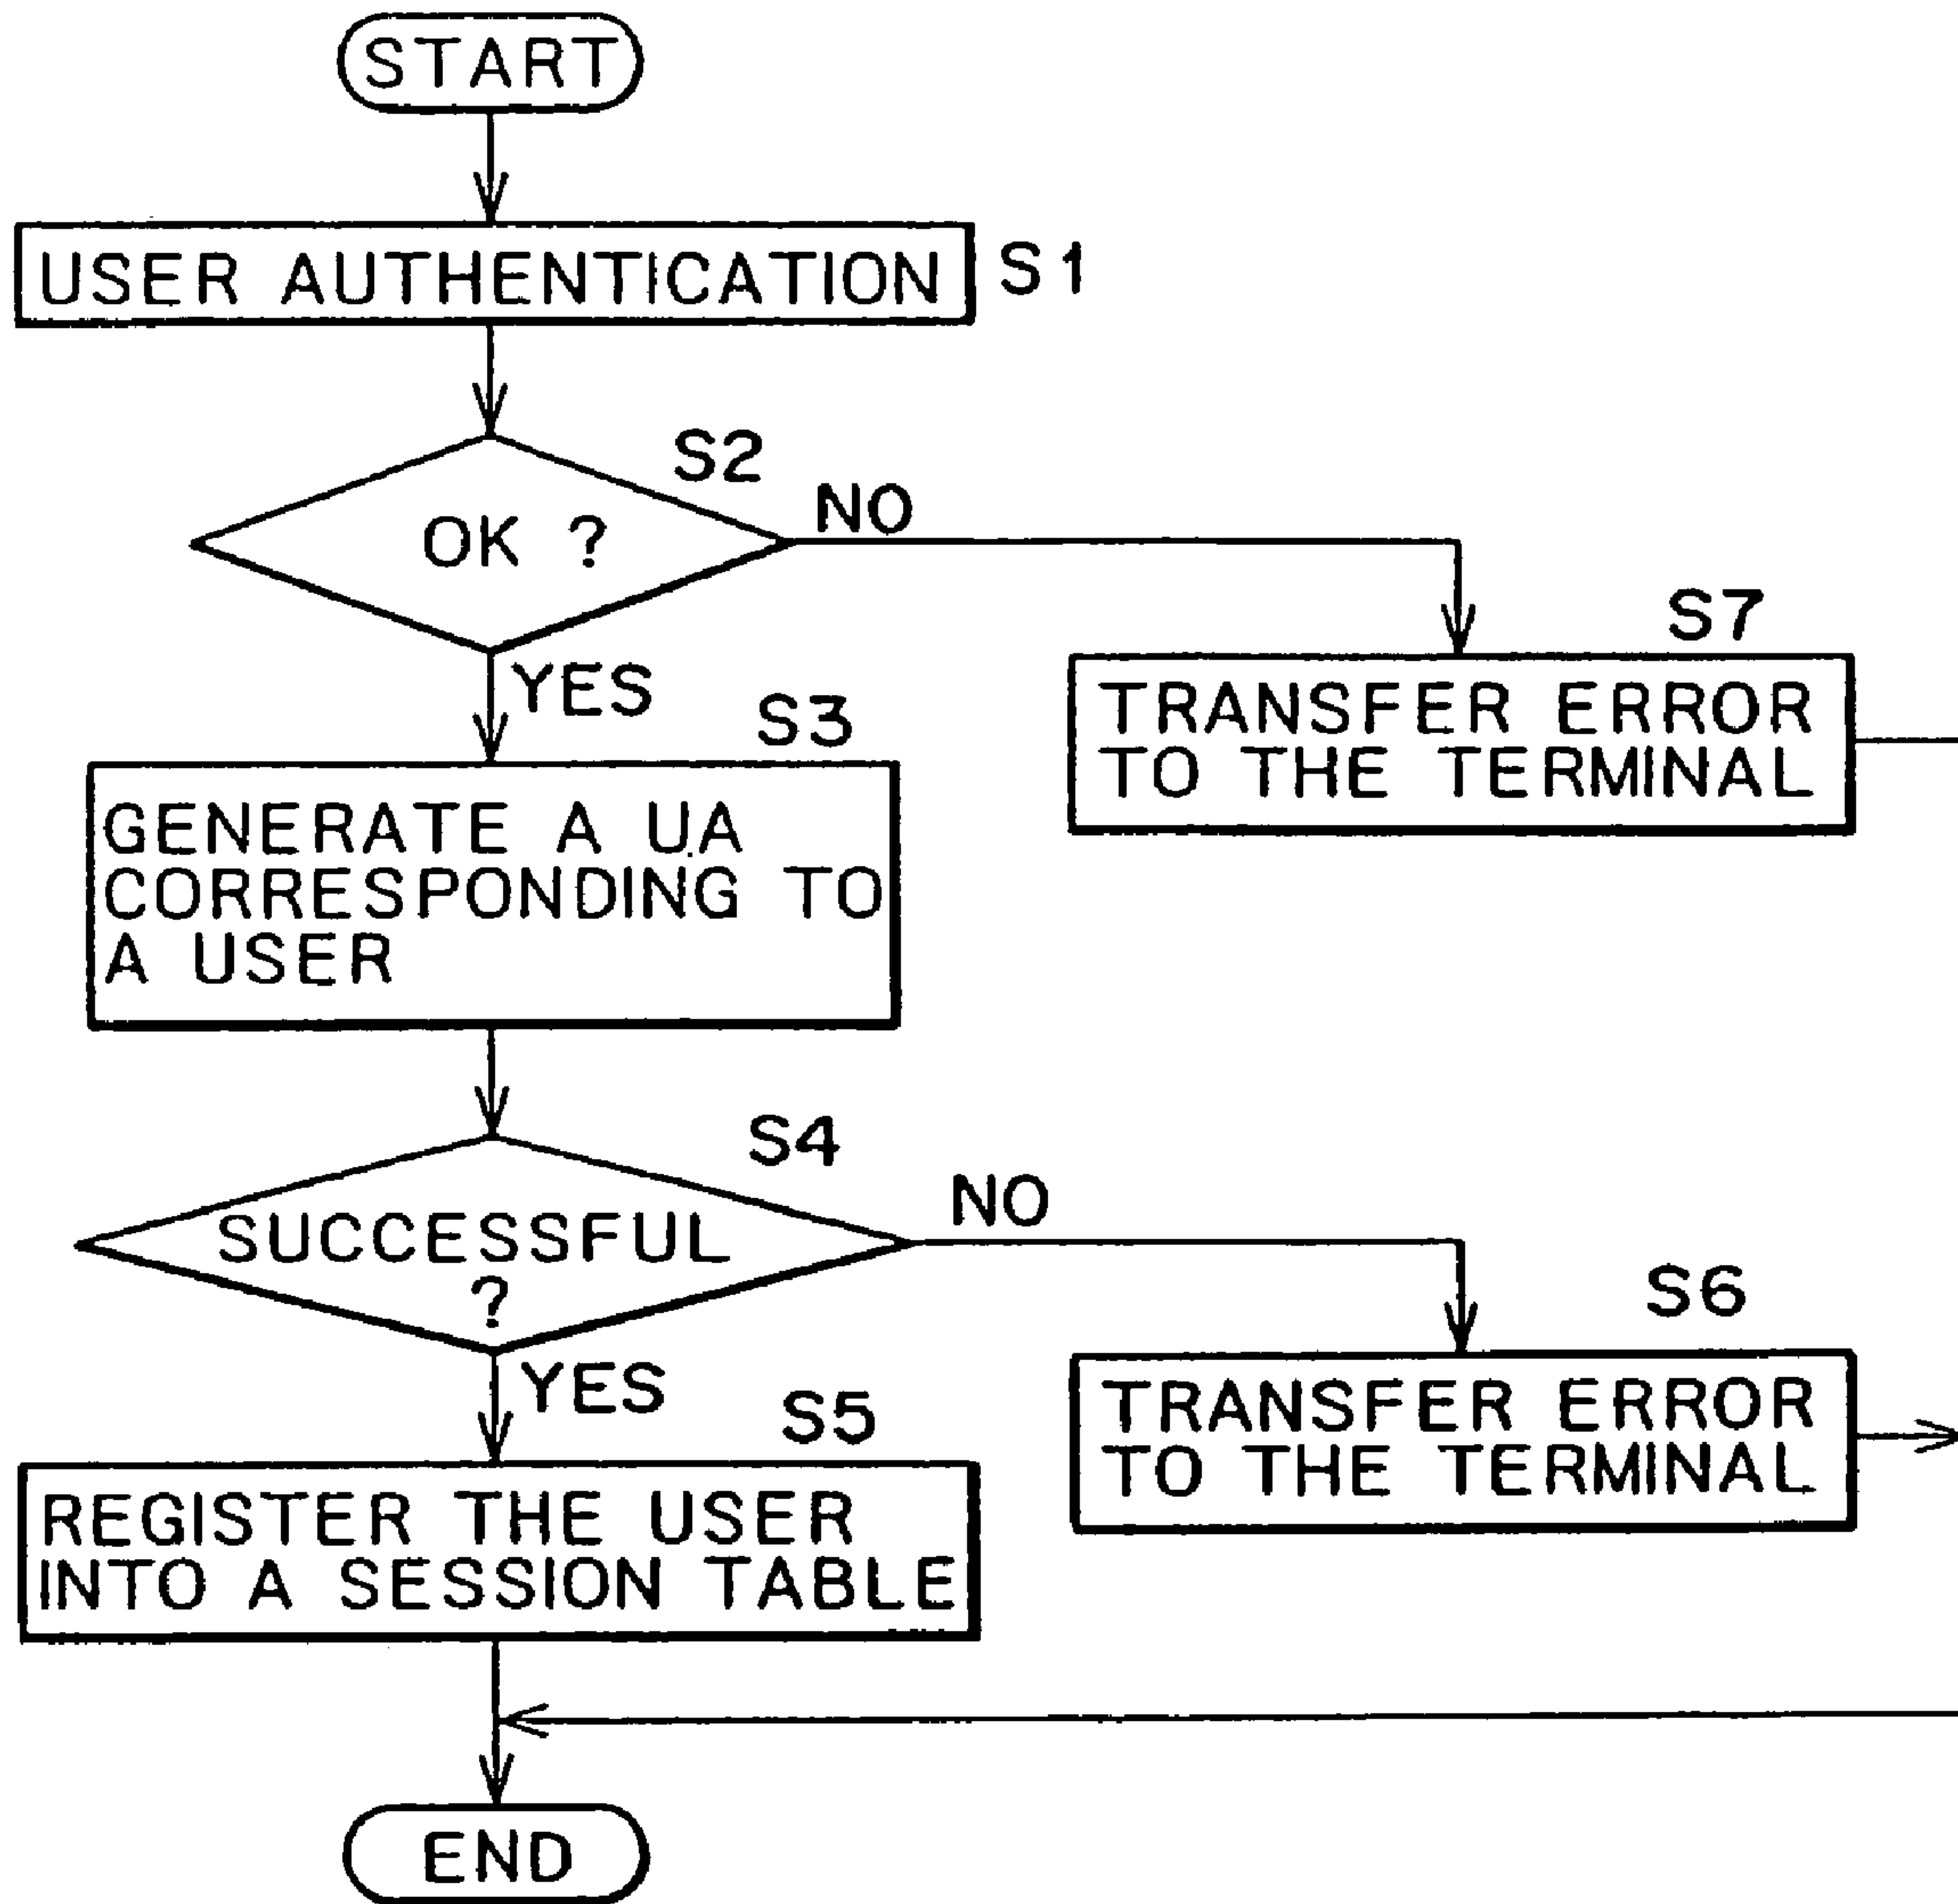 START
USER AUTHENTICATION
S1
S2
OK ?
NO
YES
S7
TRANSFER ERROR
TO THE TERMINAL
S3
GENERATE A UA
CORRESPONDING TO
A USER
S4
SUCCESSFUL
?
NO
YES
S6
TRANSFER ERROR
TO THE TERMINAL
S5
REGISTER THE USER
INTO A SESSION TABLE
END